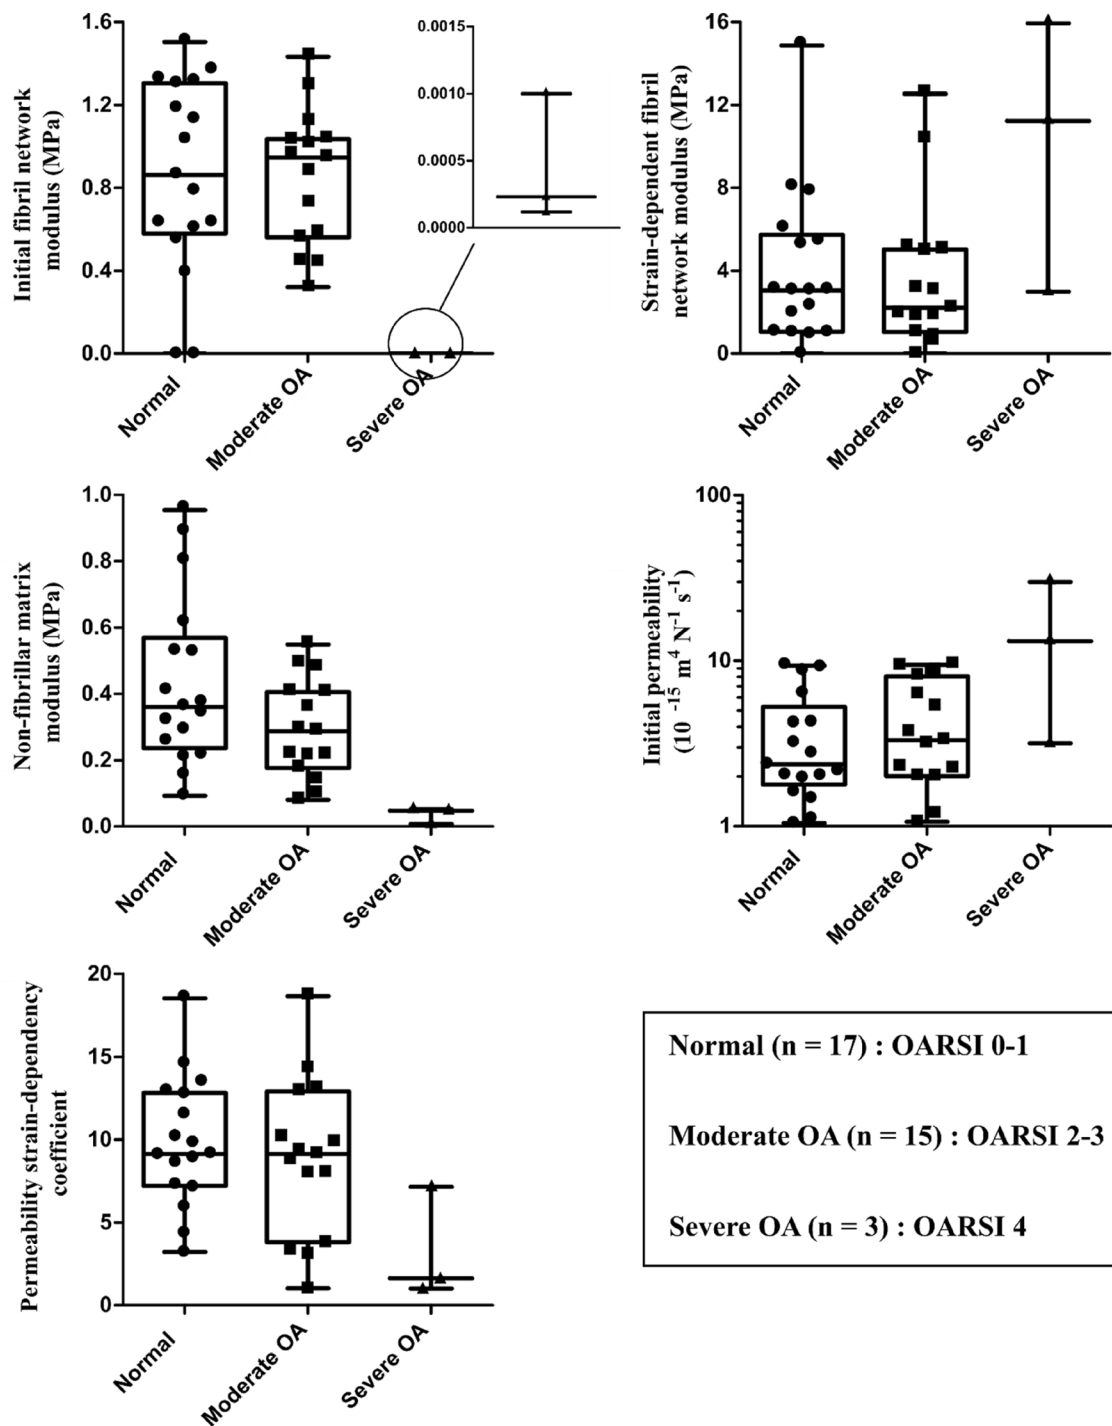 Initial fibril network
modulus (MPa)
1.6
1.2
0.8
0.4
0.0
0.0015
0.0010
0.0005
0.0000
Normal
Moderate OA
Severe OA
Strain-dependent fibril
network modulus (MPa)
16
12
8
4
0
Normal
Moderate OA
Severe OA
Non-fibrillar matrix
modulus (MPa)
1.0
0.8
0.6
0.4
0.2
0.0
Normal
Moderate OA
Severe OA
Initial permeability
(10 ⁻¹⁵ m⁴ N⁻¹ s⁻¹)
100
10
1
Normal
Moderate OA
Severe OA
Permeability strain-dependency
coefficient
20
15
10
5
0
Normal
Moderate OA
Severe OA
Normal (n = 17) : OARSI 0-1
Moderate OA (n = 15) : OARSI 2-3
Severe OA (n = 3) : OARSI 4